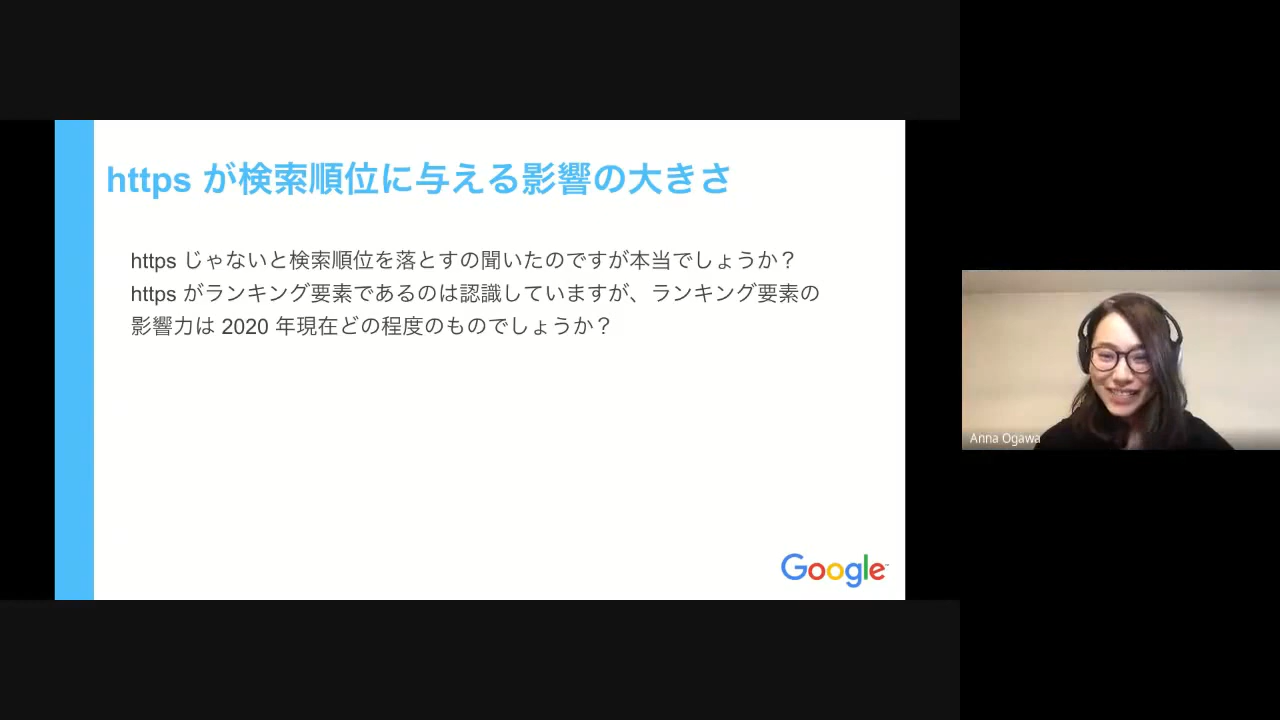 https が検索順位に与える影響の大きさ
https じゃないと検索順位を落とすの聞いたのですが本当でしょうか？
https がランキング要素であるのは認識していますが、ランキング要素の
影響力は 2020 年現在どの程度のものでしょうか？
Google
Anna Ogawa